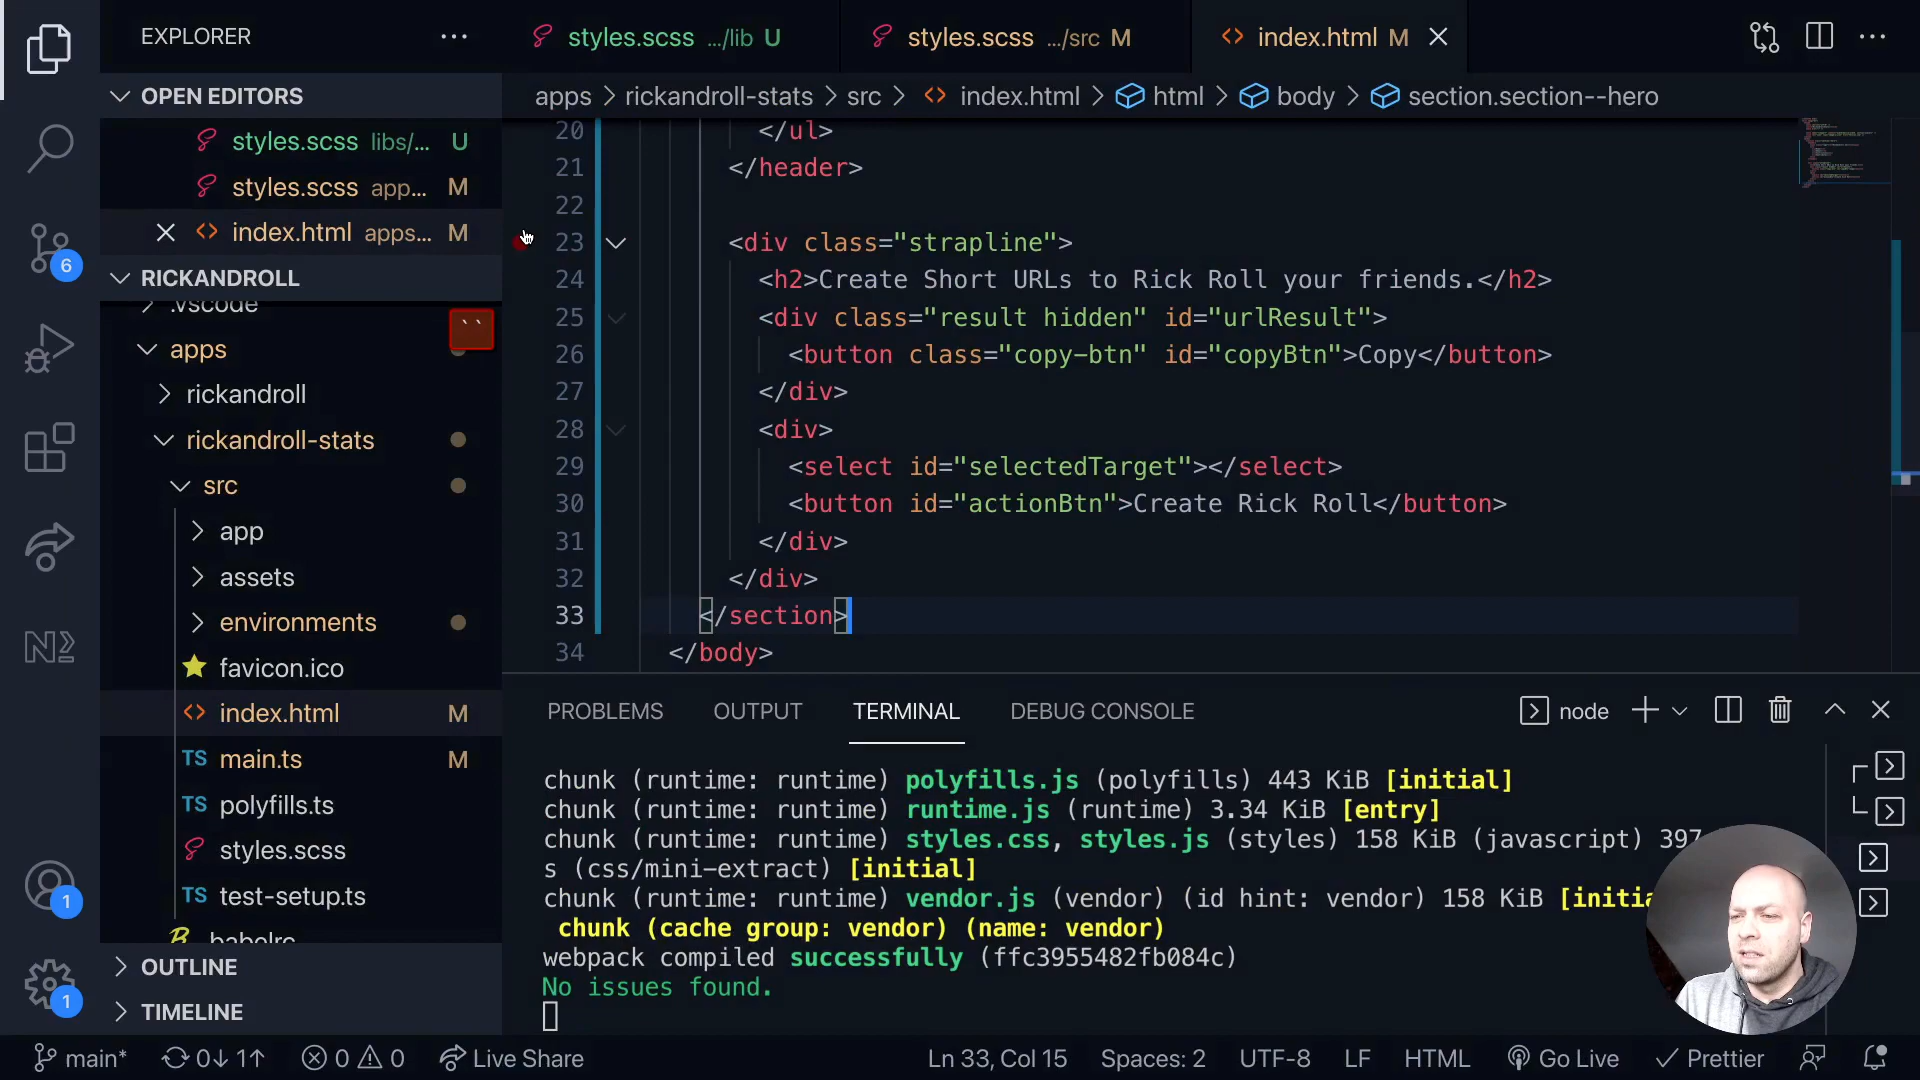 EXPLORER
styles.scss .../lib U
styles.scss .../src M
index.html M
OPEN EDITORS
styles.scss libs/... U
styles.scss app... M
index.html apps... M
RICKANDROLL
.vscode
apps
rickandroll
rickandroll-stats
src
app
assets
environments
favicon.ico
index.html M
TS main.ts M
TS polyfills.ts
styles.scss
TS test-setup.ts
.babelrc
OUTLINE
TIMELINE
6
1
1
apps > rickandroll-stats > src > index.html > html > body > section.section--hero
20 </ul>
21 </header>
22
23 <div class="strapline">
24 <h2>Create Short URLs to Rick Roll your friends.</h2>
25 <div class="result hidden" id="urlResult">
26 <button class="copy-btn" id="copyBtn">Copy</button>
27 </div>
28 <div>
29 <select id="selectedTarget"></select>
30 <button id="actionBtn">Create Rick Roll</button>
31 </div>
32 </div>
33 </section>
34 </body>
PROBLEMS OUTPUT TERMINAL DEBUG CONSOLE node
chunk (runtime: runtime) polyfills.js (polyfills) 443 KiB [initial]
chunk (runtime: runtime) runtime.js (runtime) 3.34 KiB [entry]
chunk (runtime: runtime) styles.css, styles.js (styles) 158 KiB (javascript) 397
s (css/mini-extract) [initial]
chunk (runtime: runtime) vendor.js (vendor) (id hint: vendor) 158 KiB [initia
chunk (cache group: vendor) (name: vendor)
webpack compiled successfully (ffc3955482fb084c)
No issues found.
main* 0↓ 1↑ 0 0 Live Share Ln 33, Col 15 Spaces: 2 UTF-8 LF HTML Go Live Prettier